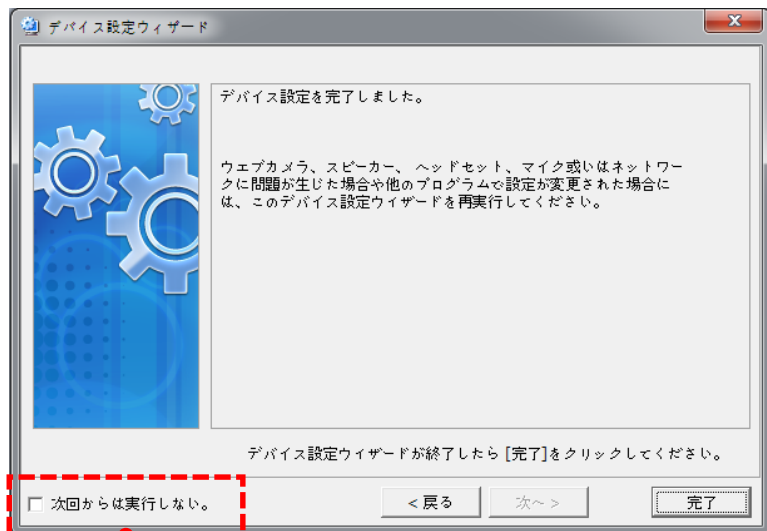 デバイス設定ウィザード
デバイス設定を完了しました。
ウエブカメラ、スピーカー、ヘッドセット、マイク或いはネットワー
クに問題が生じた場合や他のプログラムで設定が変更された場合に
は、このデバイス設定ウイザードを再実行してください。
デバイス設定ウィザードが終了したら [完了]をクリックしてください。
次回からは実行しない。
< 戻る
次へ >
完了